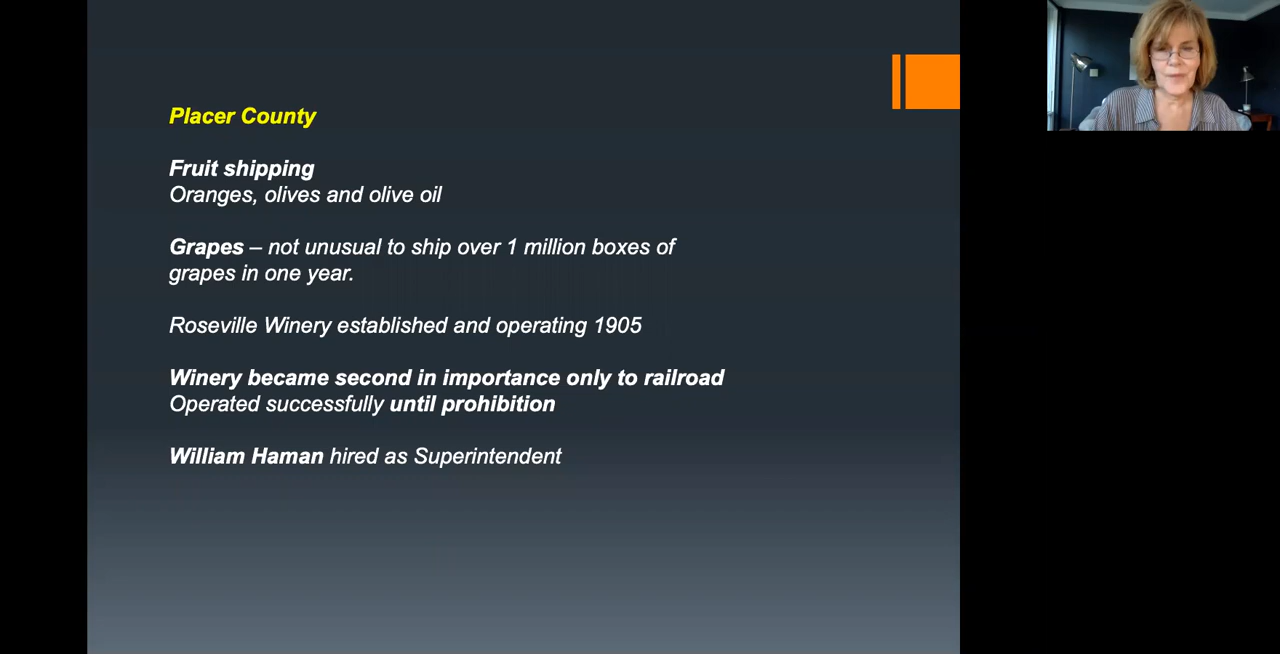 Placer County
Fruit shipping
Oranges, olives and olive oil
Grapes – not unusual to ship over 1 million boxes of
grapes in one year.
Roseville Winery established and operating 1905
Winery became second in importance only to railroad
Operated successfully until prohibition
William Haman hired as Superintendent